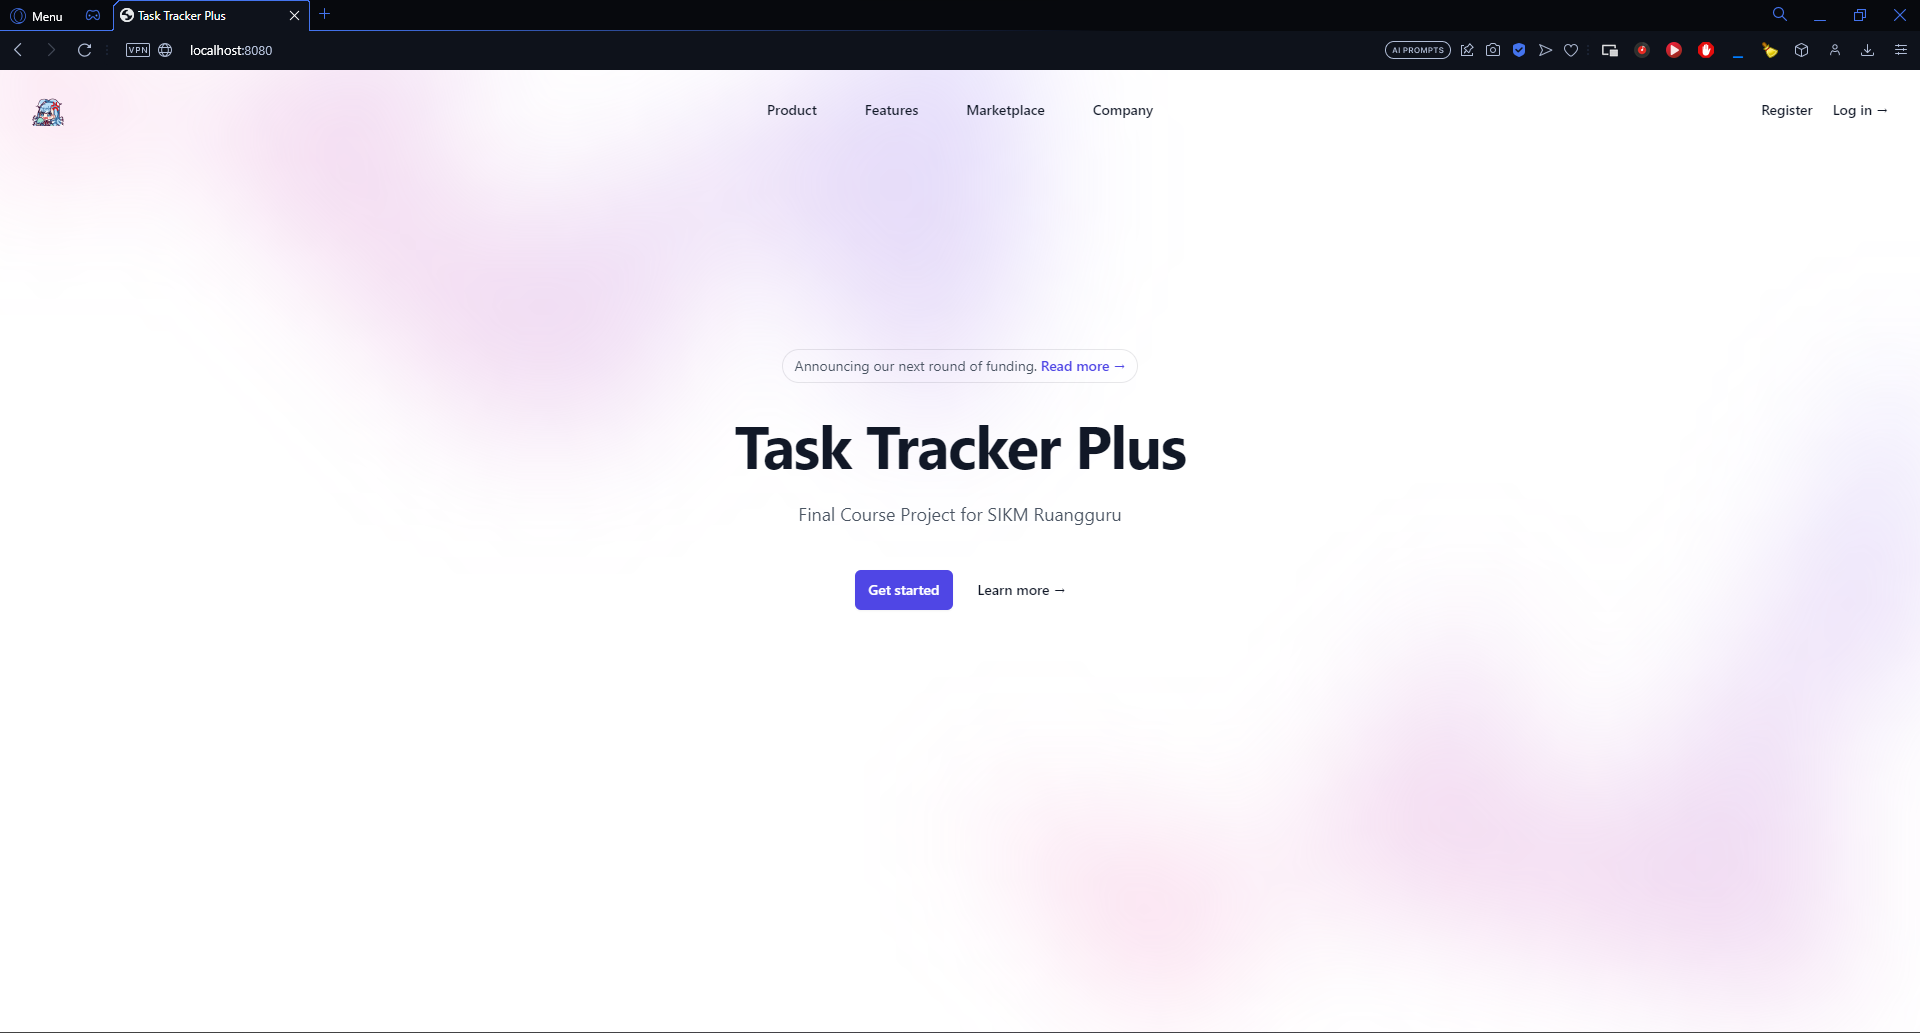 Menu
Task Tracker Plus
VPN
localhost:8080
AI PROMPTS
Product Features Marketplace Company
Register Log in →
Announcing our next round of funding. Read more →
Task Tracker Plus
Final Course Project for SIKM Ruangguru
Get started
Learn more →